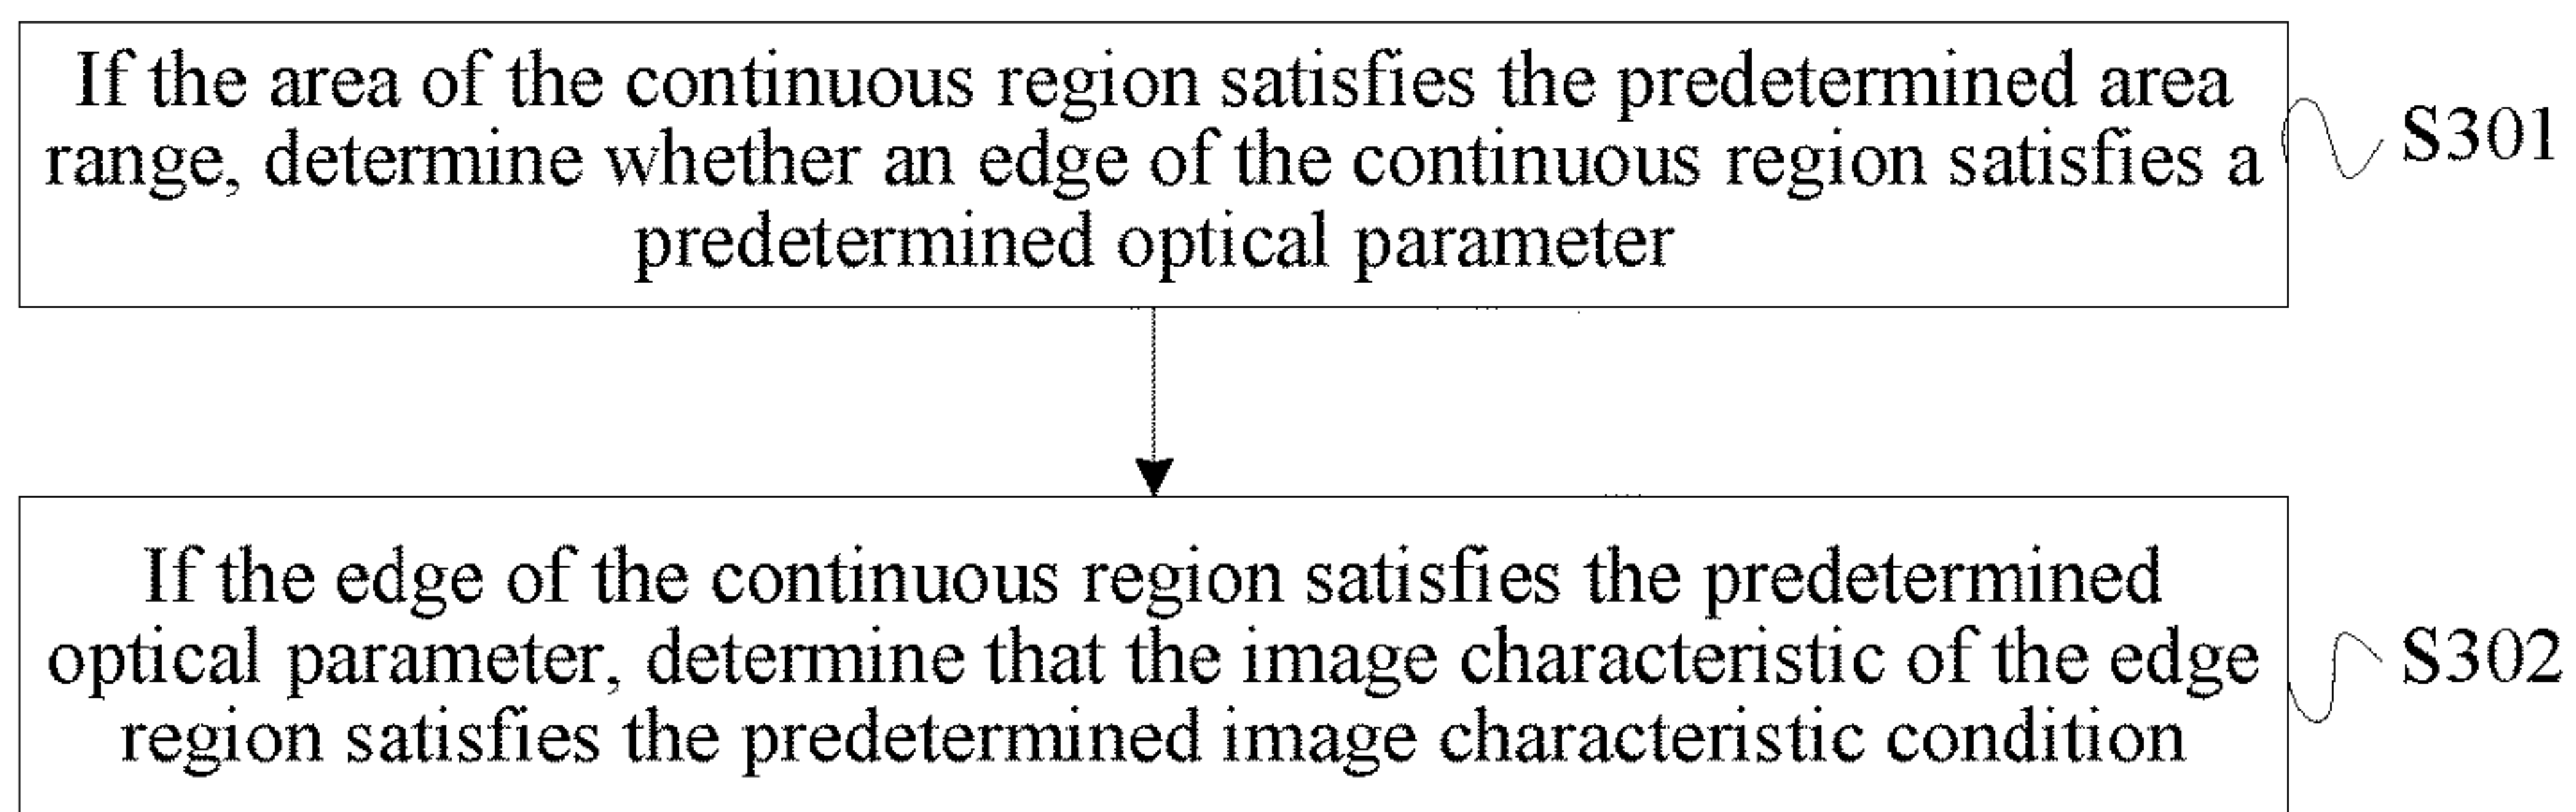 If the area of the continuous region satisfies the predetermined area
range, determine whether an edge of the continuous region satisfies a
predetermined optical parameter
S301
If the edge of the continuous region satisfies the predetermined
optical parameter, determine that the image characteristic of the edge
region satisfies the predetermined image characteristic condition
S302